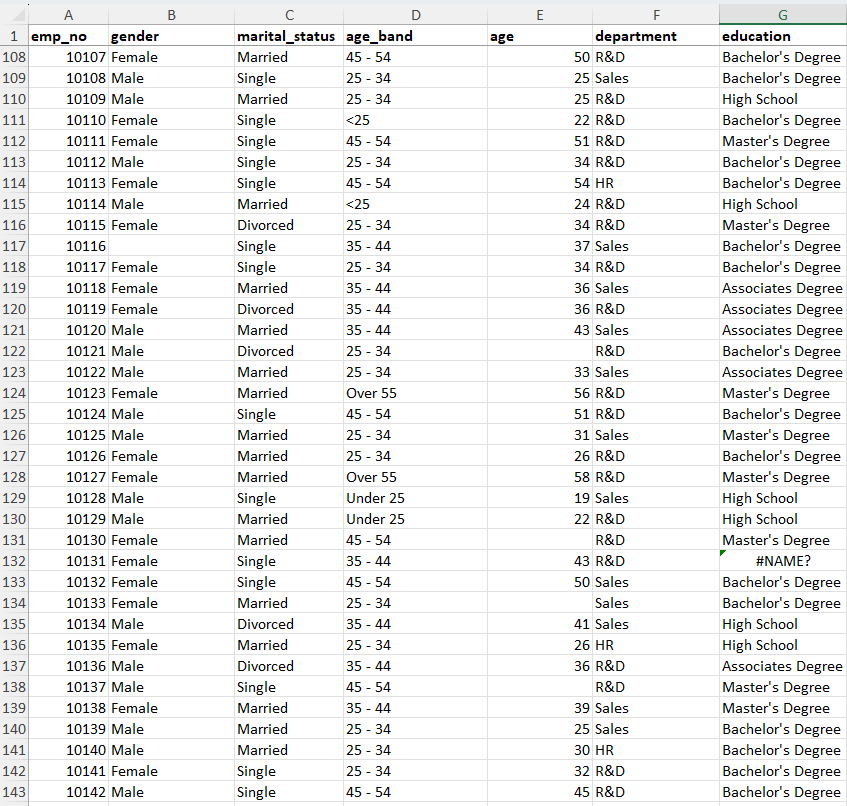 A B C D E F G
1 emp_no gender marital_status age_band age department education
108 10107 Female Married 45 - 54 50 R&D Bachelor's Degree
109 10108 Male Single 25 - 34 25 Sales Bachelor's Degree
110 10109 Male Married 25 - 34 25 R&D High School
111 10110 Female Single <25 22 R&D Bachelor's Degree
112 10111 Female Single 45 - 54 51 R&D Master's Degree
113 10112 Male Single 25 - 34 34 R&D Bachelor's Degree
114 10113 Female Single 45 - 54 54 HR Bachelor's Degree
115 10114 Male Married <25 24 R&D High School
116 10115 Female Divorced 25 - 34 34 R&D Master's Degree
117 10116 Single 35 - 44 37 Sales Bachelor's Degree
118 10117 Female Single 25 - 34 34 R&D Bachelor's Degree
119 10118 Female Married 35 - 44 36 Sales Associates Degree
120 10119 Female Divorced 35 - 44 36 R&D Associates Degree
121 10120 Male Married 35 - 44 43 Sales Associates Degree
122 10121 Male Divorced 25 - 34 R&D Bachelor's Degree
123 10122 Male Married 25 - 34 33 Sales Associates Degree
124 10123 Female Married Over 55 56 R&D Master's Degree
125 10124 Male Single 45 - 54 51 R&D Bachelor's Degree
126 10125 Male Married 25 - 34 31 Sales Master's Degree
127 10126 Female Married 25 - 34 26 R&D Bachelor's Degree
128 10127 Female Married Over 55 58 R&D Master's Degree
129 10128 Male Single Under 25 19 Sales High School
130 10129 Male Married Under 25 22 R&D High School
131 10130 Female Married 45 - 54 R&D Master's Degree
132 10131 Female Single 35 - 44 43 R&D #NAME?
133 10132 Female Single 45 - 54 50 Sales Bachelor's Degree
134 10133 Female Married 25 - 34 Sales Bachelor's Degree
135 10134 Male Divorced 35 - 44 41 Sales High School
136 10135 Female Married 25 - 34 26 HR High School
137 10136 Male Divorced 35 - 44 36 R&D Associates Degree
138 10137 Male Single 45 - 54 R&D Master's Degree
139 10138 Female Married 35 - 44 39 Sales Master's Degree
140 10139 Male Married 25 - 34 25 Sales Bachelor's Degree
141 10140 Male Married 25 - 34 30 HR Bachelor's Degree
142 10141 Female Single 25 - 34 32 R&D Bachelor's Degree
143 10142 Male Single 45 - 54 45 R&D Bachelor's Degree